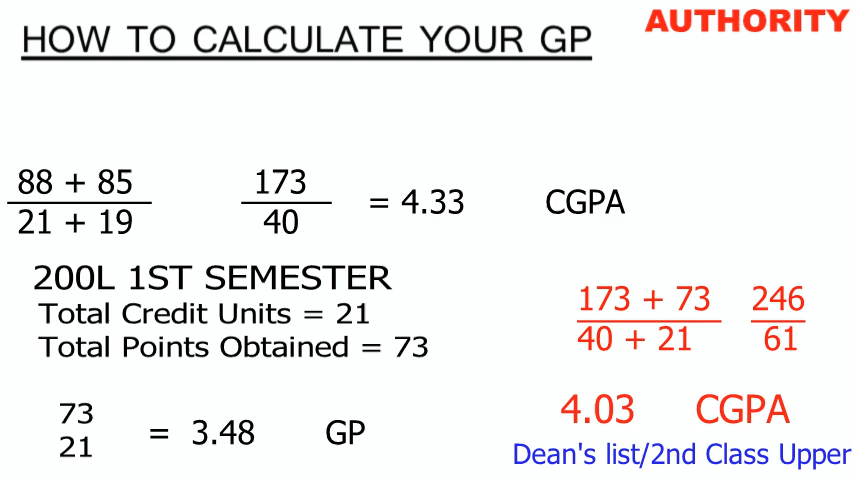 AUTHORITY
HOW TO CALCULATE YOUR GP
88 + 85
21 + 19
173
40
= 4.33
CGPA
200L 1ST SEMESTER
Total Credit Units = 21
Total Points Obtained = 73
173 + 73
40 + 21
246
61
73
21
= 3.48
GP
4.03
CGPA
Dean's list/2nd Class Upper